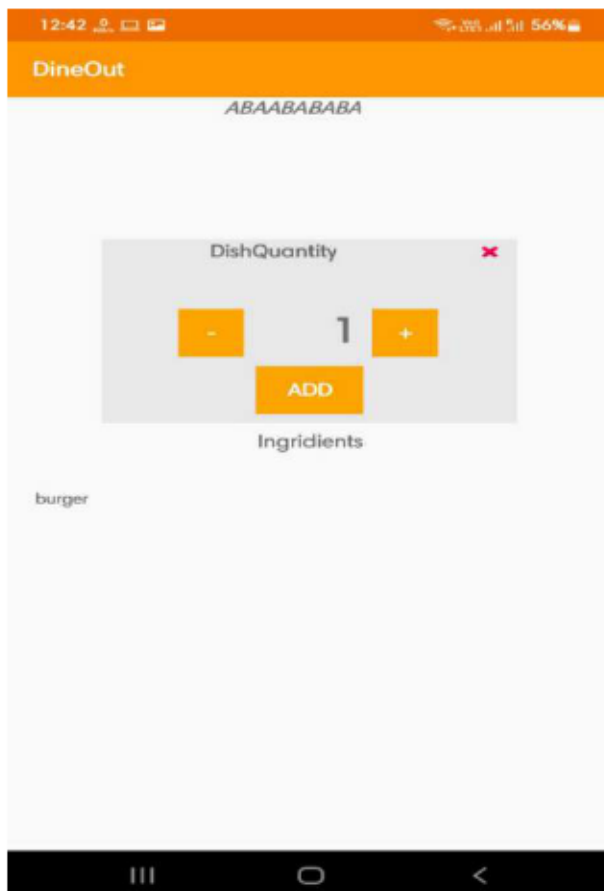 12:42 56%
DineOut
ABAABABABA
DishQuantity
- 1 +
ADD
Ingridients
burger